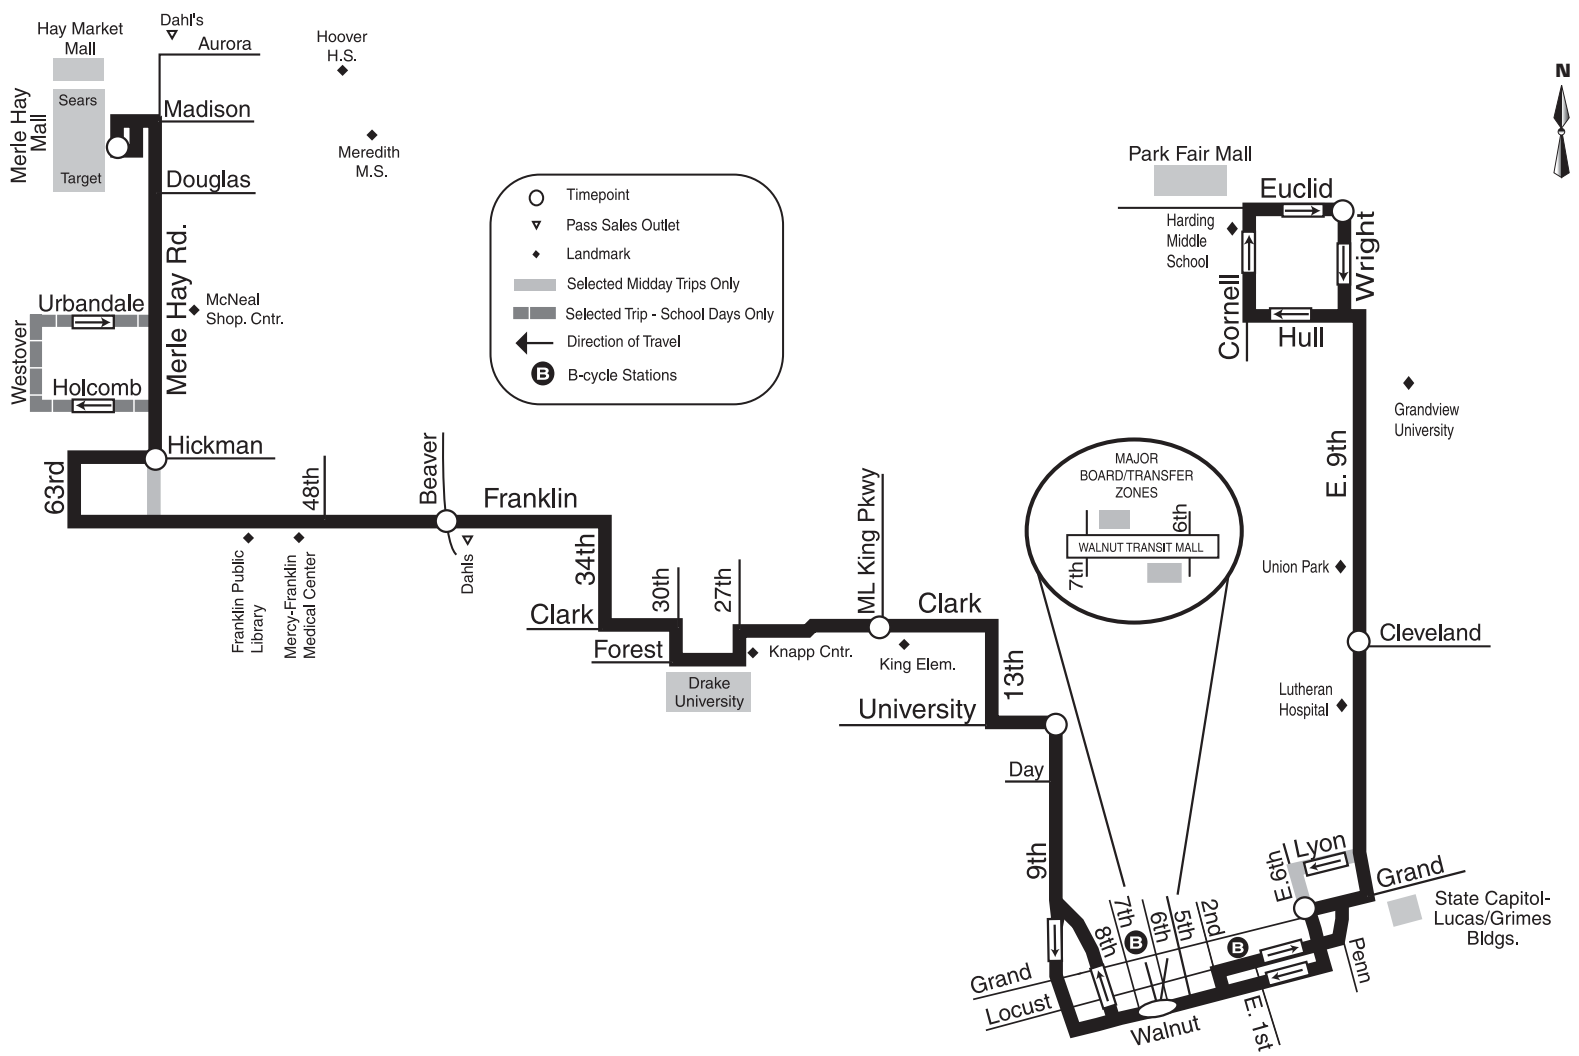 Dahl's
Hay Market
Mall
Aurora
Hoover
H.S.
N
Merle Hay
Mall
Sears
Madison
Target
Douglas
Meredith
M.S.
Park Fair Mall
Euclid
Harding
Middle
School
Wright
Cornell
Hull
Timepoint
Pass Sales Outlet
Landmark
Selected Midday Trips Only
Selected Trip - School Days Only
Direction of Travel
B
B-cycle Stations
Merle Hay Rd.
Urbandale
McNeal
Shop. Cntr.
Westover
Holcomb
Hickman
63rd
48th
Beaver
Franklin
Grandview
University
E. 9th
MAJOR
BOARD/TRANSFER
ZONES
6th
WALNUT TRANSIT MALL
7th
Franklin Public
Library
Mercy-Franklin
Medical Center
Dahls
34th
Clark
30th
27th
Forest
Drake
University
Knapp Cntr.
ML King Pkwy
Clark
King Elem.
13th
University
Union Park
Cleveland
Lutheran
Hospital
Day
9th
E.6th
Lyon
Grand
State Capitol-
Lucas/Grimes
Bldgs.
8th
7th
B
6th
5th
2nd
B
Penn
Grand
Locust
Walnut
E. 1st